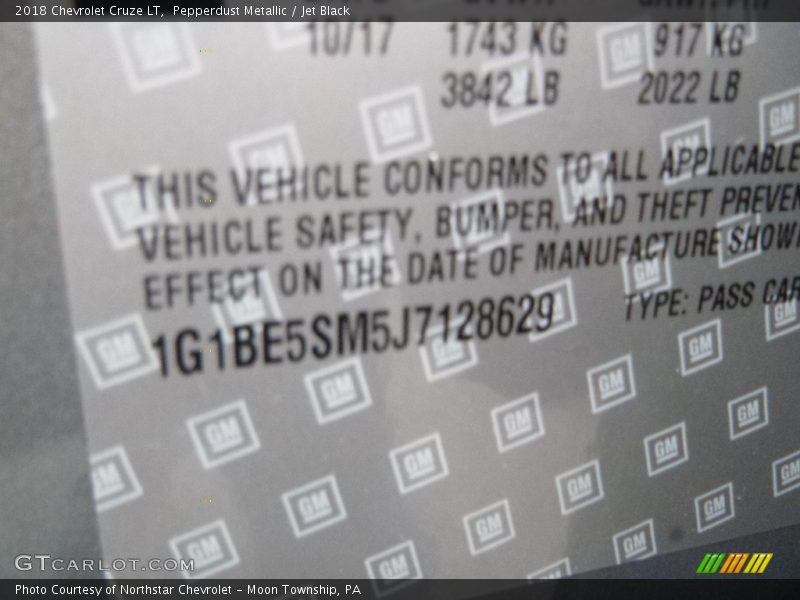 2018 Chevrolet Cruze LT, Pepperdust Metallic / Jet Black
10/17 1743 KG 917 KG
3842 LB 2022 LB
THIS VEHICLE CONFORMS TO ALL APPLICABLE
VEHICLE SAFETY, BUMPER, AND THEFT PREVEN
EFFECT ON THE DATE OF MANUFACTURE SHOW
1G1BE5SM5J7128629
TYPE: PASS CAR
GM
GTCARLOT.COM
Photo Courtesy of Northstar Chevrolet – Moon Township, PA